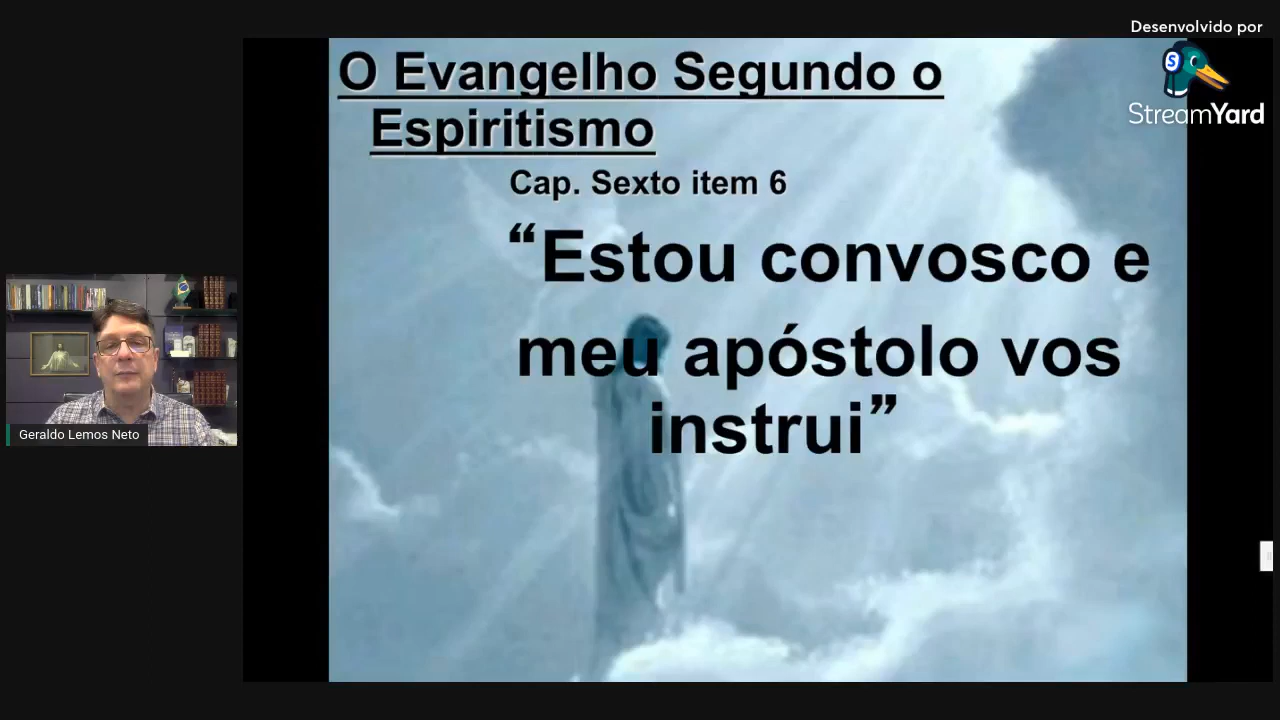 Desenvolvido por
StreamYard
O Evangelho Segundo o
Espiritismo
Cap. Sexto item 6
“Estou convosco e
meu apóstolo vos
instrui”
Geraldo Lemos Neto